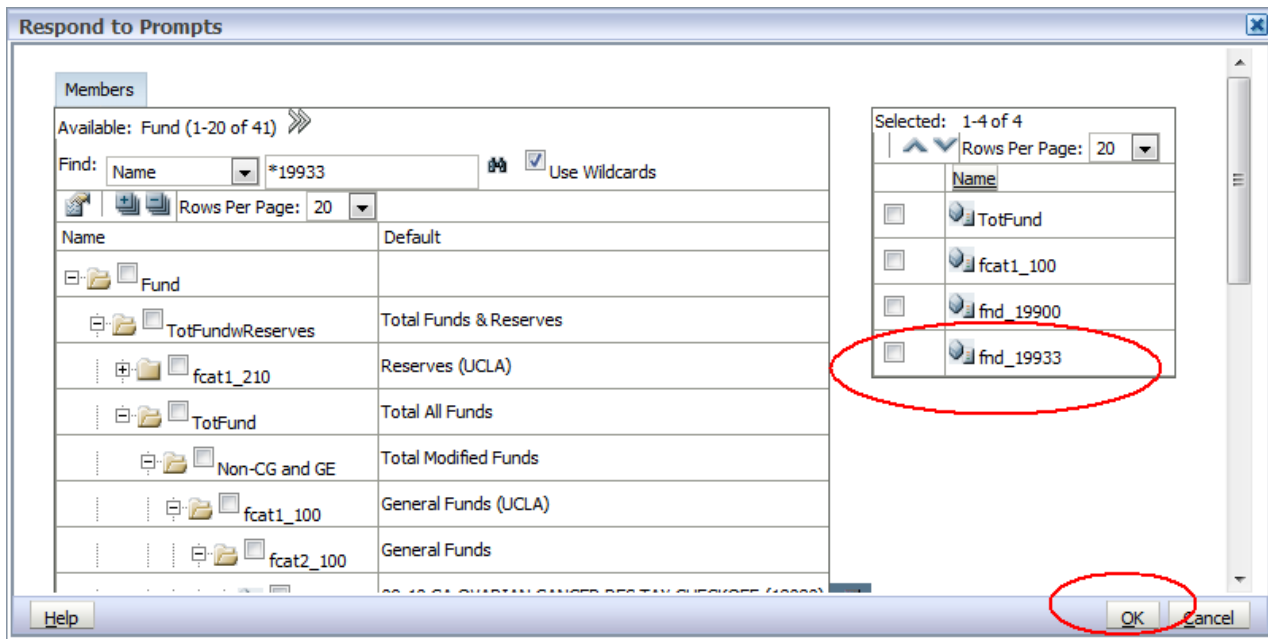 Respond to Prompts
Members
Available: Fund (1-20 of 41)
Find: Name *19933 Use Wildcards
Rows Per Page: 20
Name Default
Fund
TotFundwReserves Total Funds & Reserves
fcat1_210 Reserves (UCLA)
TotFund Total All Funds
Non-CG and GE Total Modified Funds
fcat1_100 General Funds (UCLA)
fcat2_100 General Funds
Selected: 1-4 of 4
Rows Per Page: 20
Name
TotFund
fcat1_100
fnd_19900
fnd_19933
Help OK Cancel